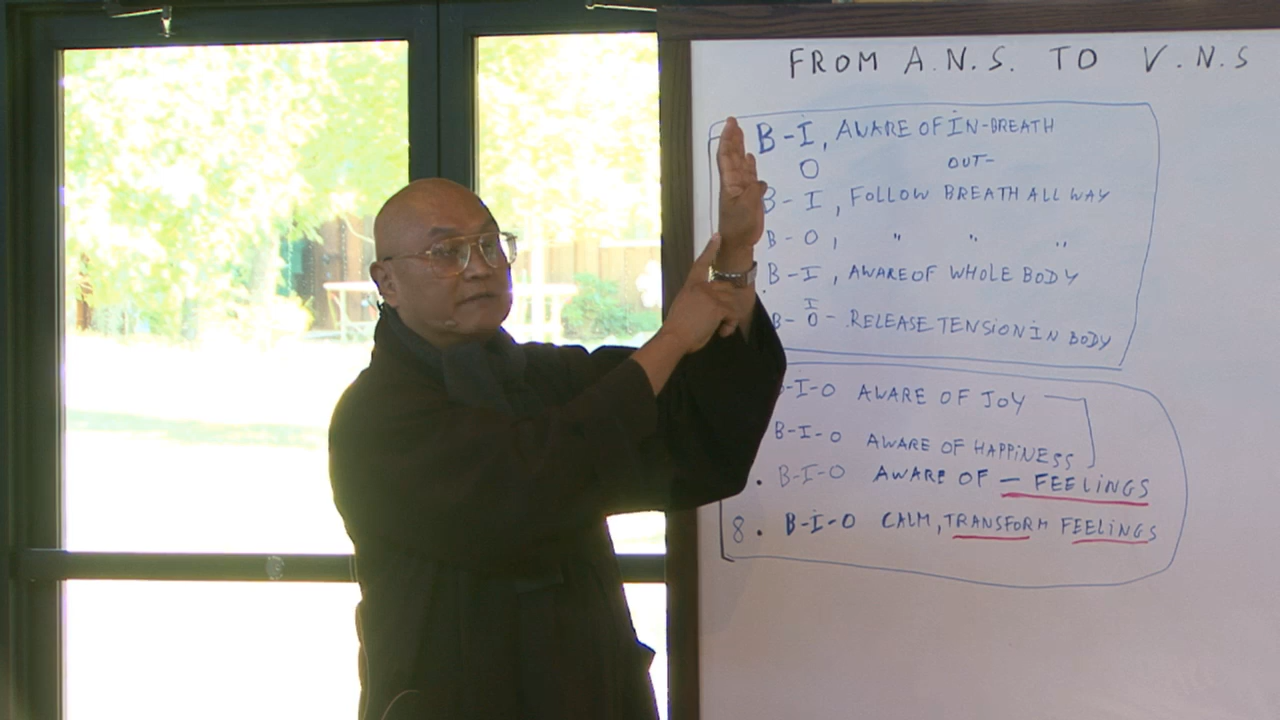 FROM A.N.S. TO V.N.S
B-I, AWARE OF IN-BREATH
O OUT-
B-I, FOLLOW BREATH ALL WAY
B-O, " " "
B-I, AWARE OF WHOLE BODY
I
B-O-. RELEASE TENSION IN BODY
-I-O AWARE OF JOY
B-I-O AWARE OF HAPPINESS
. B-I-O AWARE OF - FEELINGS
8. B-I-O CALM, TRANSFORM FEELINGS